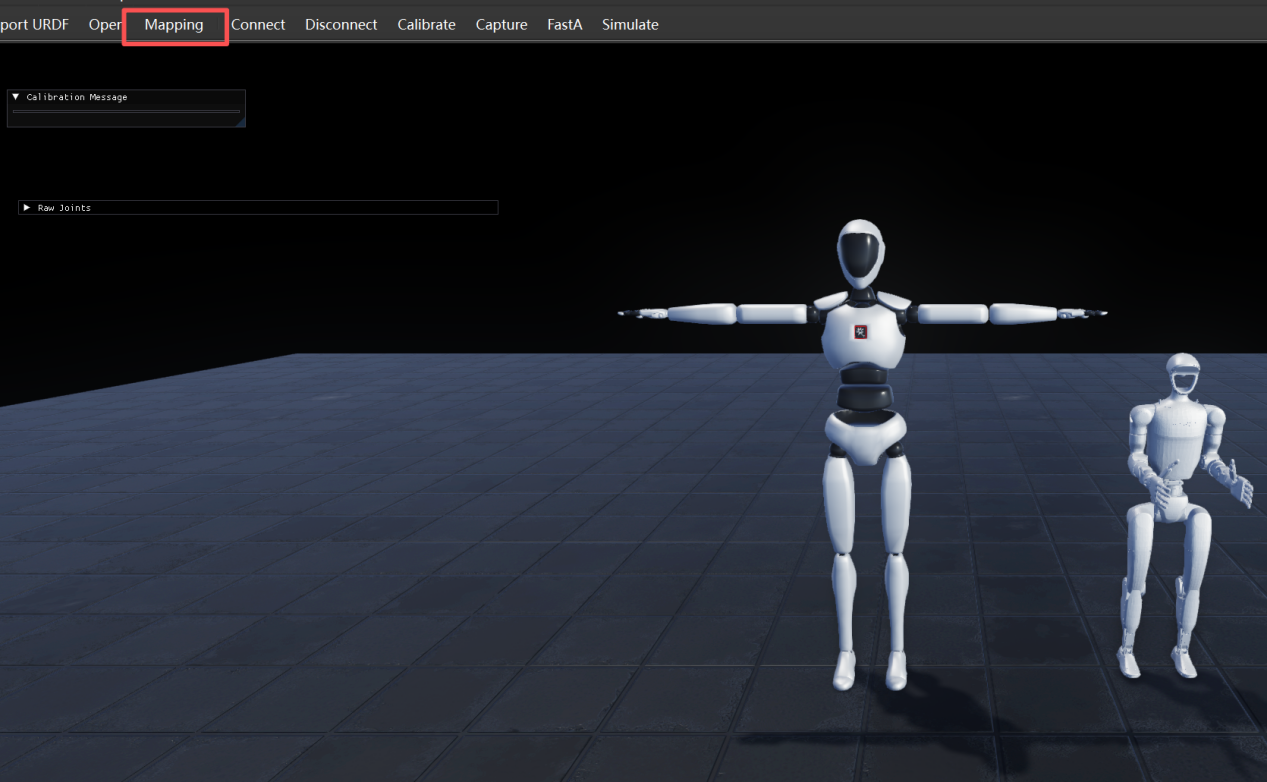 port URDF Oper Mapping Connect Disconnect Calibrate Capture FastA Simulate
Calibration Message
Raw Joints